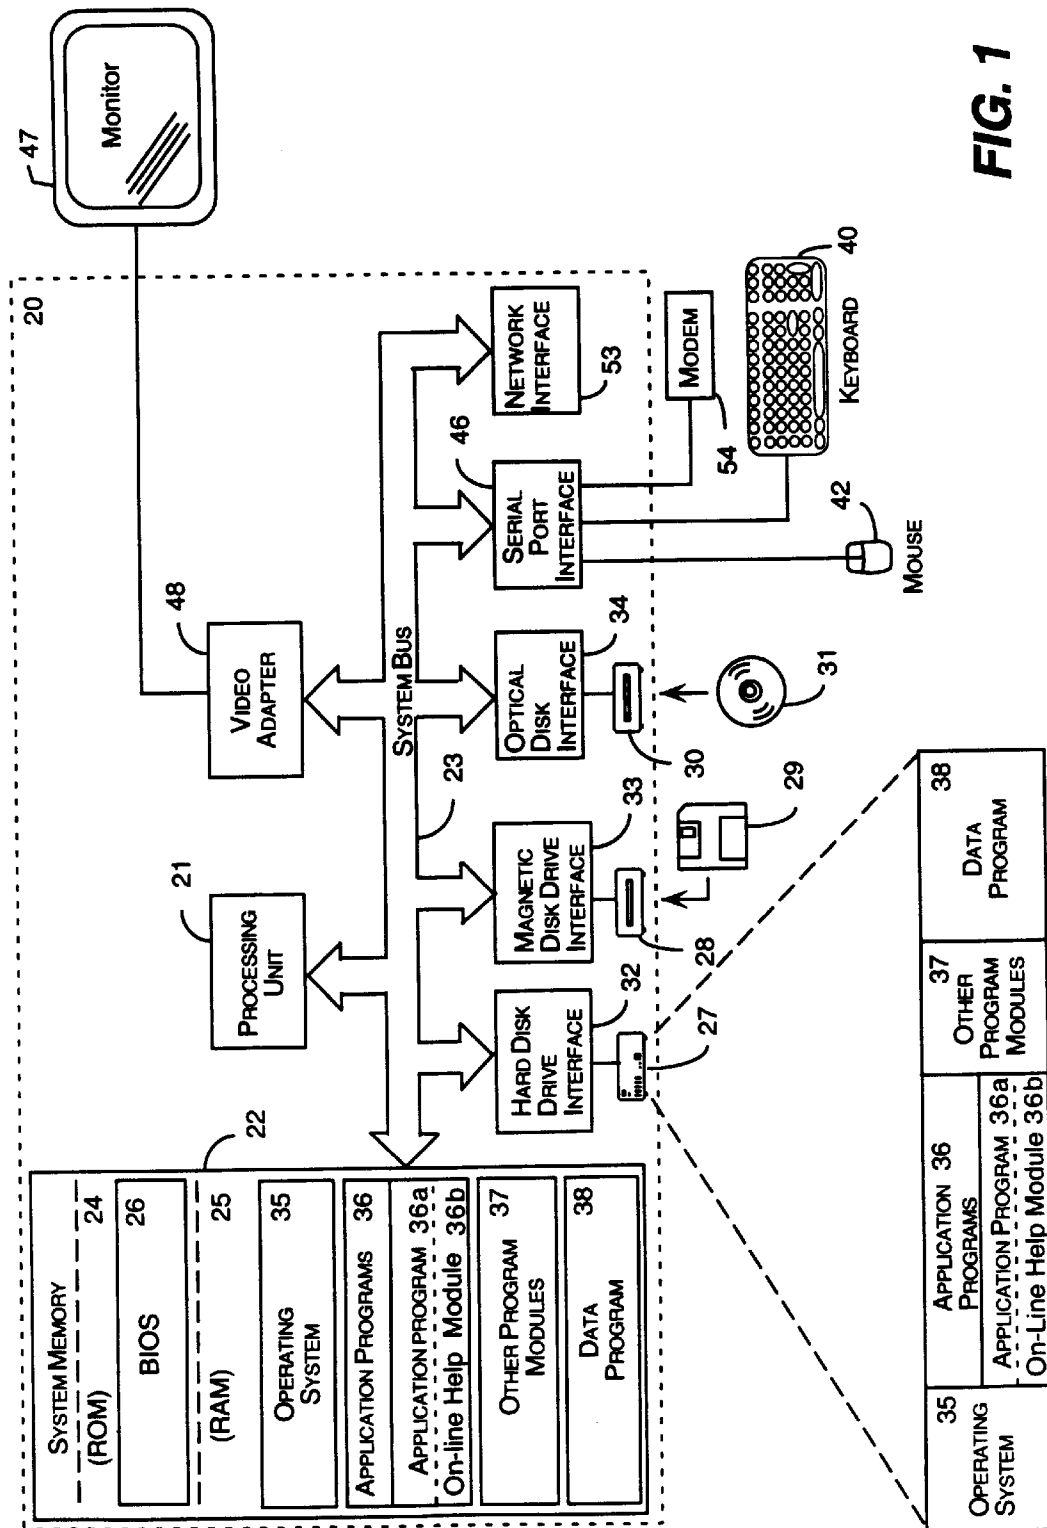 20
SYSTEM MEMORY
(ROM) 24
BIOS 26
(RAM) 25
OPERATING 35
SYSTEM
APPLICATION PROGRAMS 36
APPLICATION PROGRAM 36a
On-line Help Module 36b
OTHER PROGRAM 37
MODULES
DATA 38
PROGRAM
22
PROCESSING
UNIT
21
VIDEO
ADAPTER
48
Monitor
47
23
SYSTEM BUS
HARD DISK
DRIVE
INTERFACE
32
MAGNETIC
DISK DRIVE
INTERFACE
33
OPTICAL
DISK
INTERFACE
34
SERIAL
PORT
INTERFACE
46
NETWORK
INTERFACE
53
27
28
30
29
31
MODEM
54
MOUSE
42
KEYBOARD
40
35
OPERATING
SYSTEM
APPLICATION 36
PROGRAMS
APPLICATION PROGRAM 36a
On-Line Help Module 36b
37
OTHER
PROGRAM
MODULES
38
DATA
PROGRAM
FIG. 1